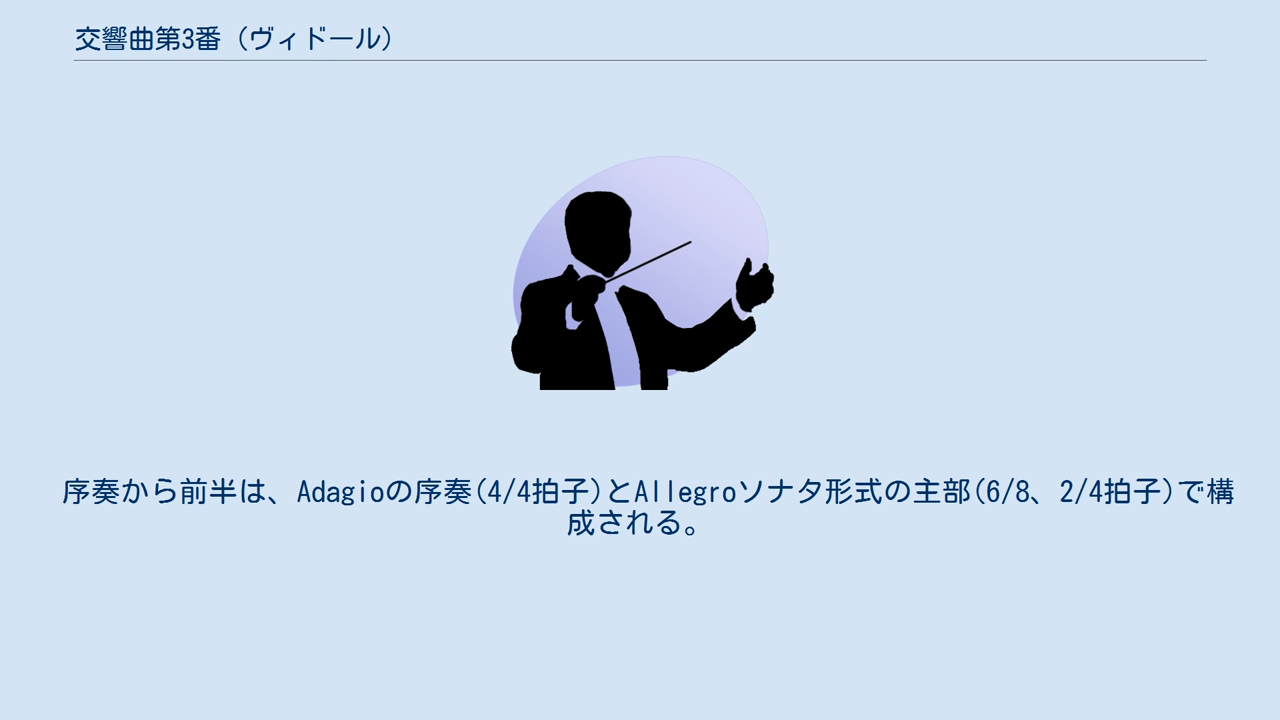 交響曲第3番（ヴィドール）
序奏から前半は、Adagioの序奏(4/4拍子)とAllegroソナタ形式の主部(6/8、2/4拍子)で構
成される。